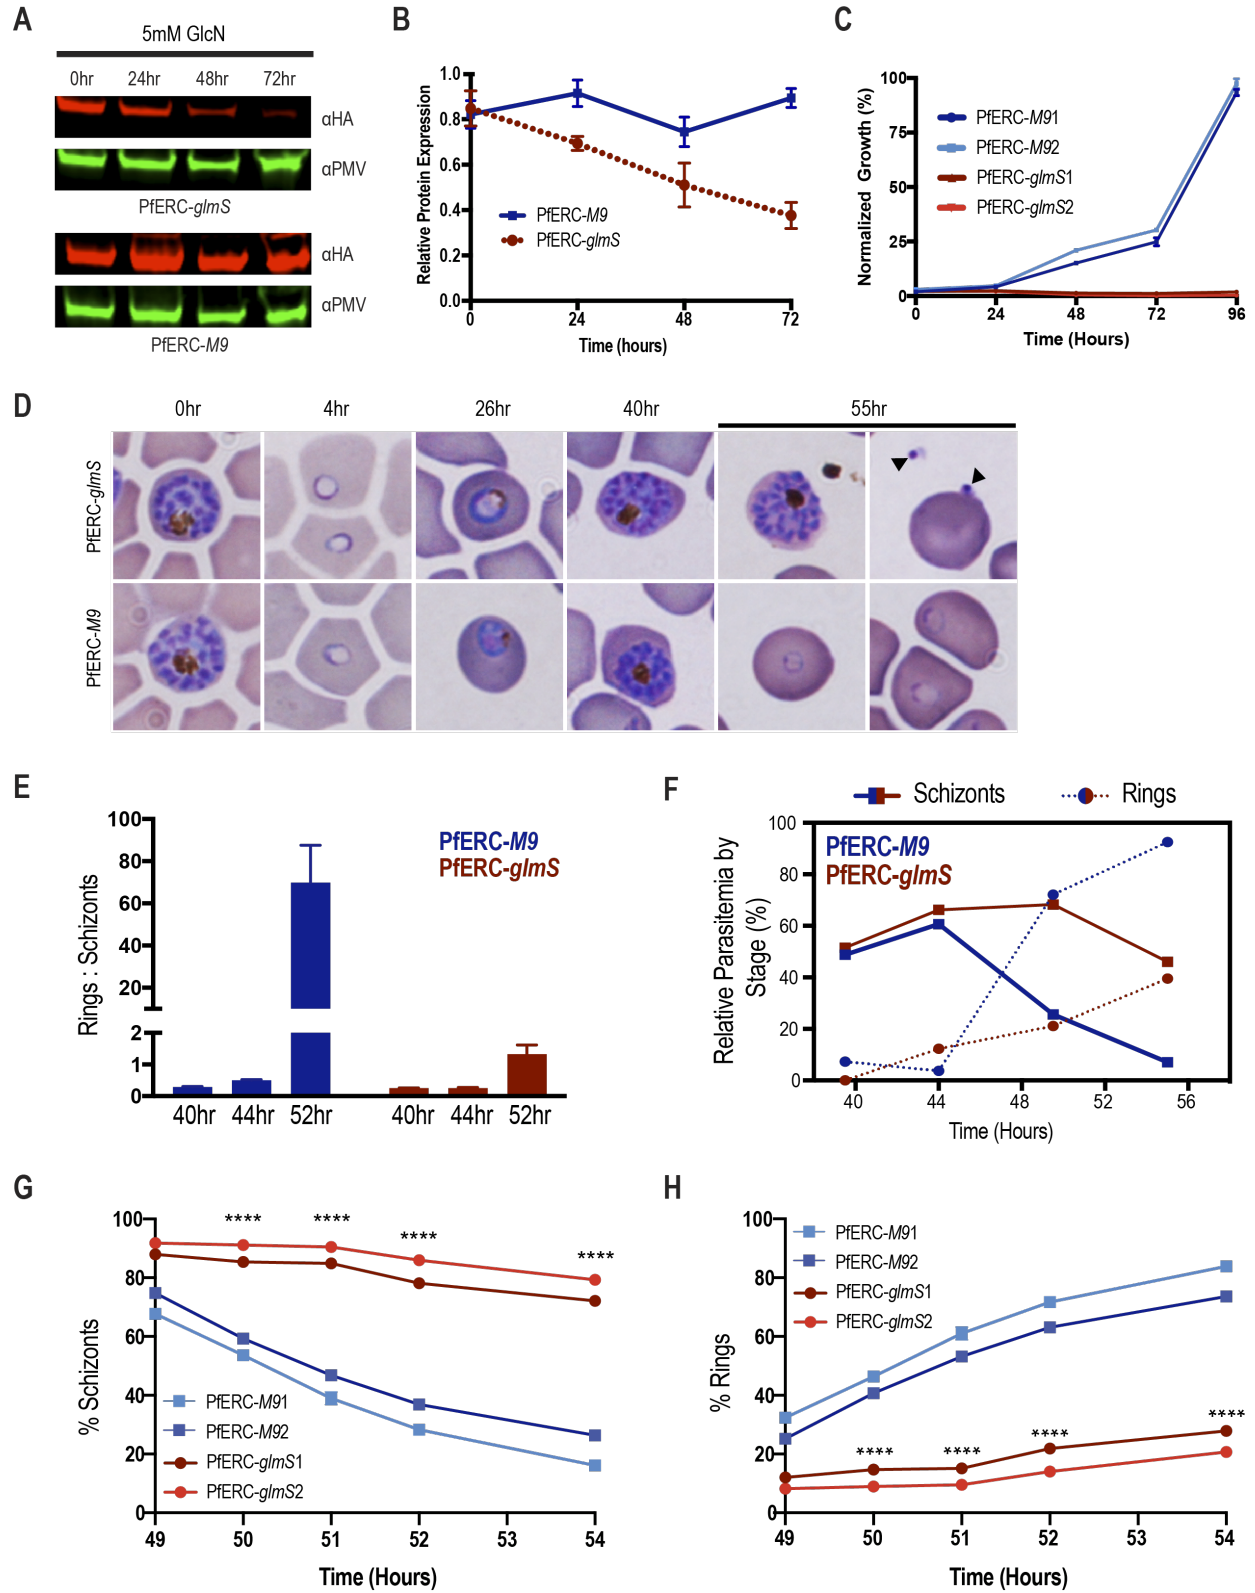 A
5mM GlcN
0hr 24hr 48hr 72hr
αHA
αPMV
PfERC-glmS
αHA
αPMV
PfERC-M9
B
Relative Protein Expression
1.0
0.8
0.6
0.4
0.2
0.0
PfERC-M9
PfERC-glmS
0 24 48 72
Time (hours)
C
Normalized Growth (%)
100
75
50
25
0
PfERC-M91
PfERC-M92
PfERC-glmS1
PfERC-glmS2
0 24 48 72 96
Time (Hours)
D
0hr 4hr 26hr 40hr 55hr
PfERC-glmS
PfERC-M9
E
Rings : Schizonts
100
80
60
40
20
2
1
0
PfERC-M9
PfERC-glmS
40hr 44hr 52hr 40hr 44hr 52hr
F
Schizonts Rings
Relative Parasitemia by
Stage (%)
100
80
60
40
20
0
PfERC-M9
PfERC-glmS
40 44 48 52 56
Time (Hours)
G
% Schizonts
100
80
60
40
20
0
**** **** **** ****
PfERC-M91
PfERC-M92
PfERC-glmS1
PfERC-glmS2
49 50 51 52 53 54
Time (Hours)
H
% Rings
100
80
60
40
20
0
PfERC-M91
PfERC-M92
PfERC-glmS1
PfERC-glmS2
**** **** **** ****
49 50 51 52 53 54
Time (Hours)